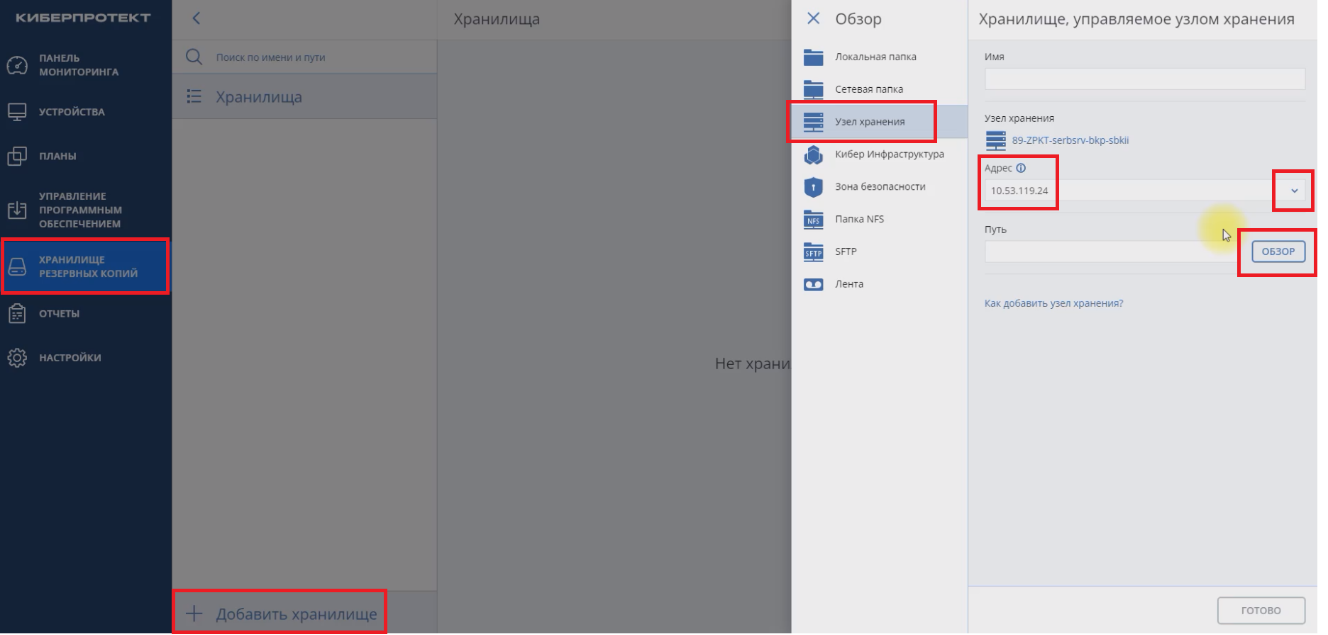 КИБЕРПРОТЕКТ
ПАНЕЛЬ
МОНИТОРИНГА
УСТРОЙСТВА
ПЛАНЫ
УПРАВЛЕНИЕ
ПРОГРАММНЫМ
ОБЕСПЕЧЕНИЕМ
ХРАНИЛИЩЕ
РЕЗЕРВНЫХ КОПИЙ
ОТЧЕТЫ
НАСТРОЙКИ
Поиск по имени и пути
Хранилища
Добавить хранилище
Хранилища
Нет храни
Обзор
Локальная папка
Сетевая папка
Узел хранения
Кибер Инфраструктура
Зона безопасности
NFS Папка NFS
SFTP SFTP
Лента
Хранилище, управляемое узлом хранения
Имя
Узел хранения
89-ZPKT-serbsrv-bkp-sbkii
Адрес
10.53.119.24
Путь
ОБЗОР
Как добавить узел хранения?
ГОТОВО